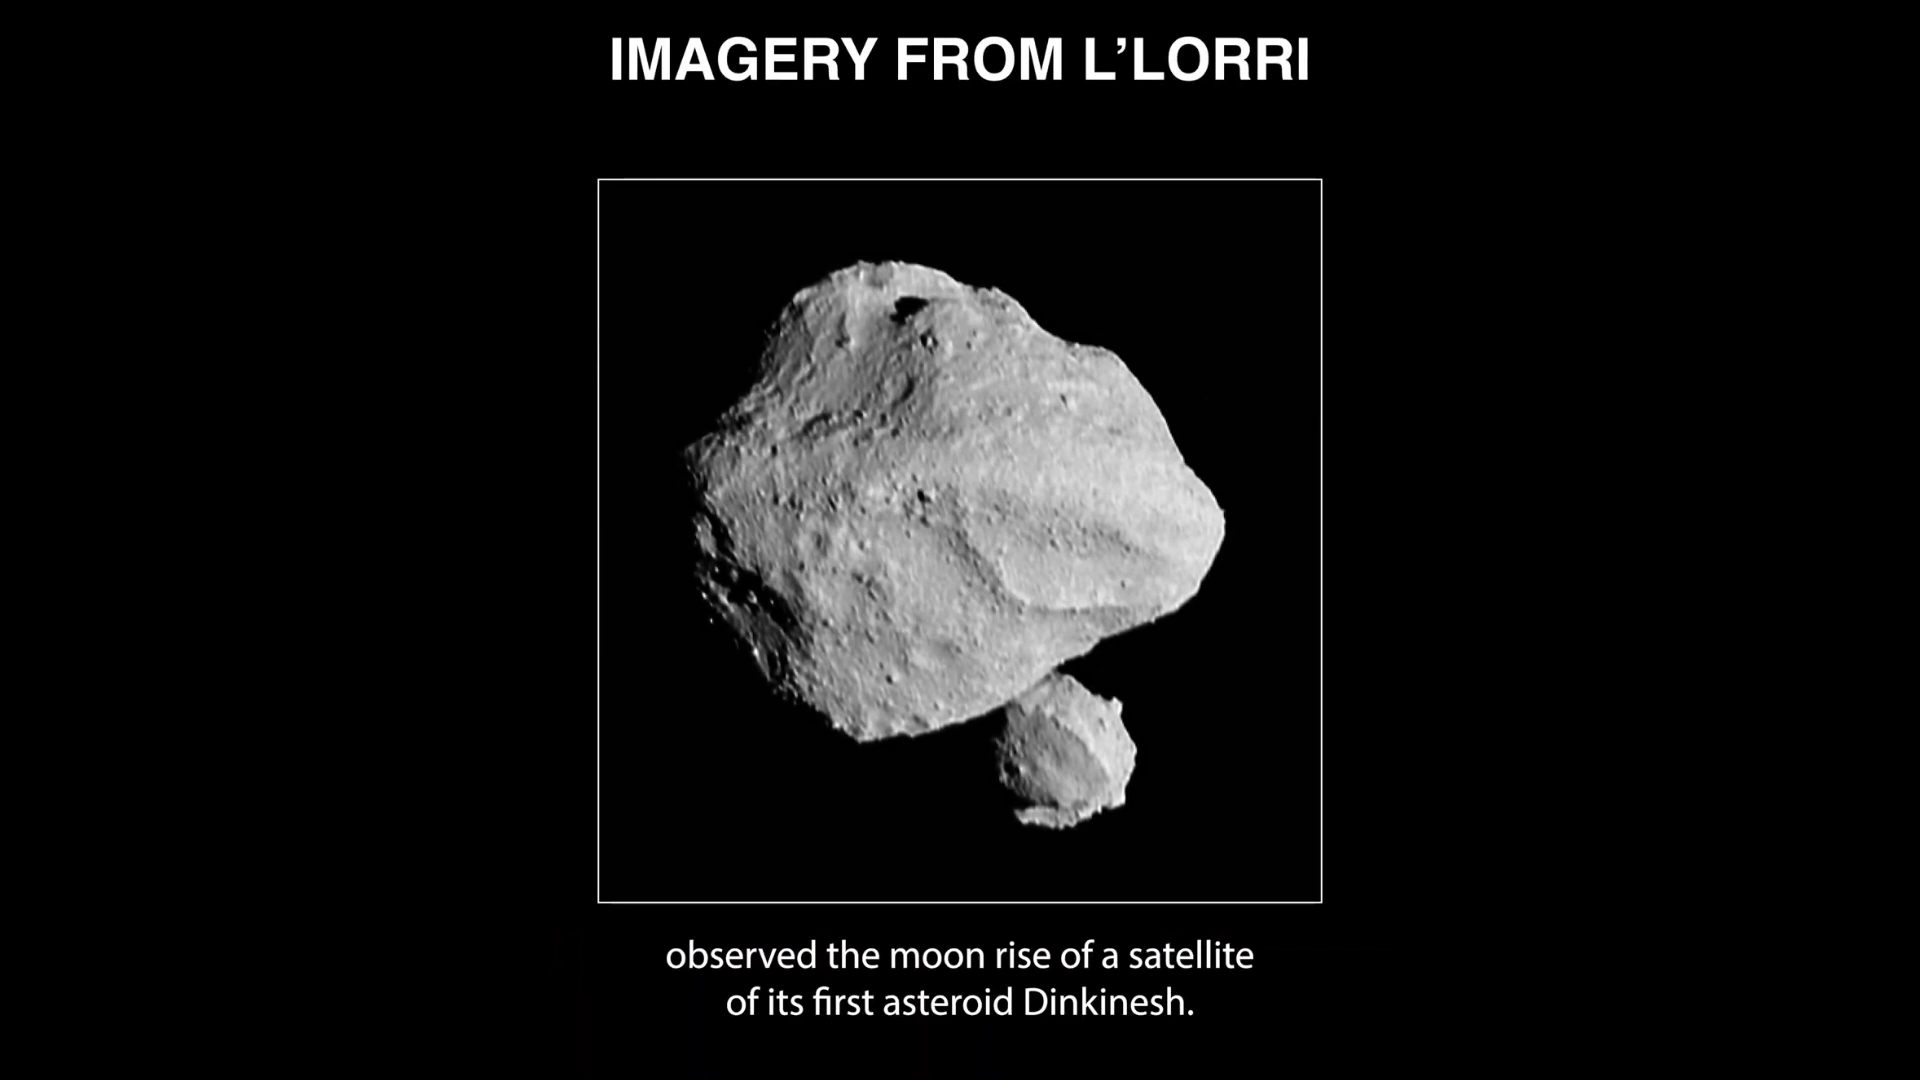 IMAGERY FROM L’LORRI
observed the moon rise of a satellite
of its first asteroid Dinkinesh.